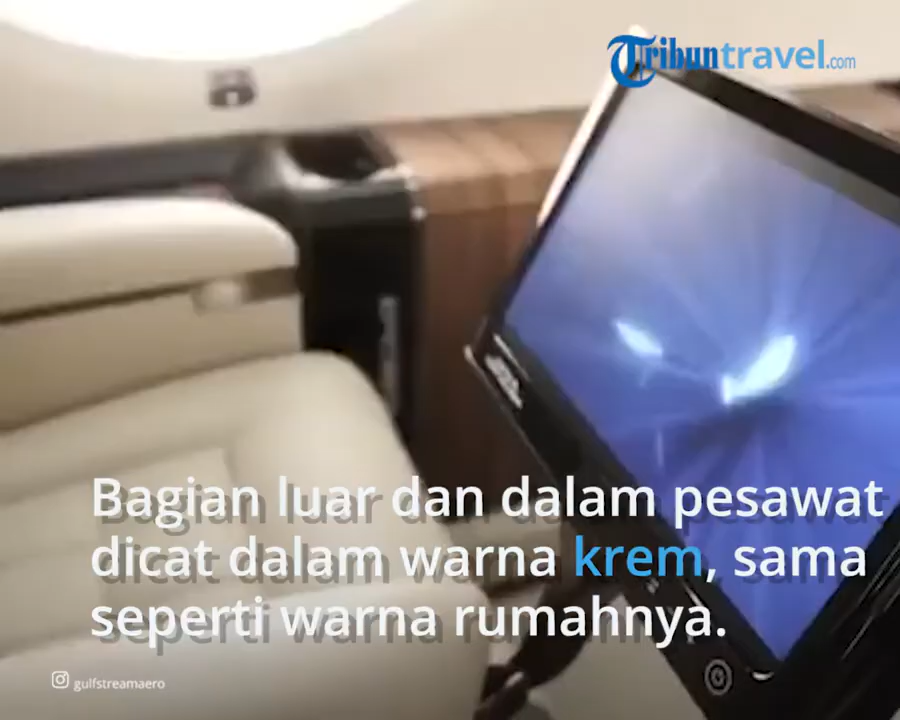 Tribuntravel.com
Bagian luar dan dalam pesawat
dicat dalam warna krem, sama
seperti warna rumahnya.
gulfstreamaero